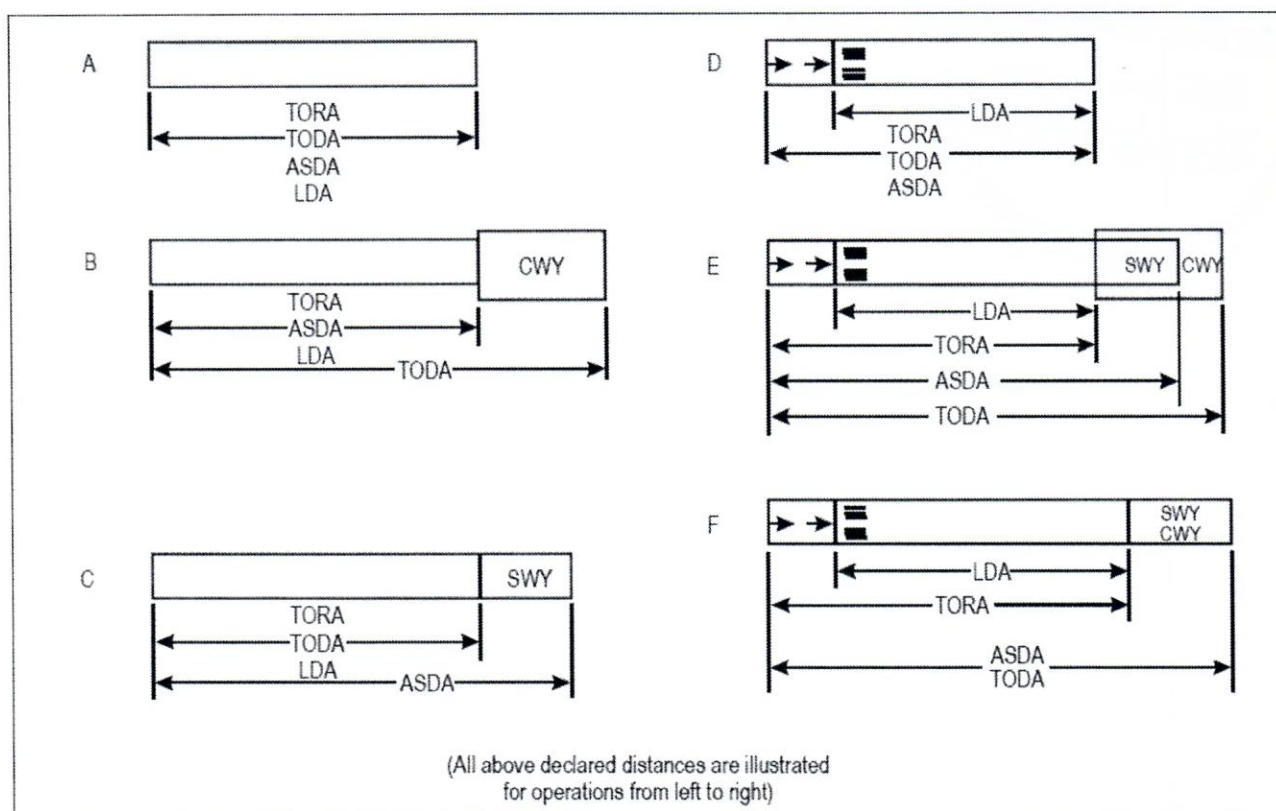 A
TORA
TODA
ASDA
LDA
B
CWY
TORA
ASDA
LDA
TODA
C
SWY
TORA
TODA
LDA
ASDA
D
LDA
TORA
TODA
ASDA
E
SWY CWY
LDA
TORA
ASDA
TODA
F
SWY
CWY
LDA
TORA
ASDA
TODA
(All above declared distances are illustrated
for operations from left to right)